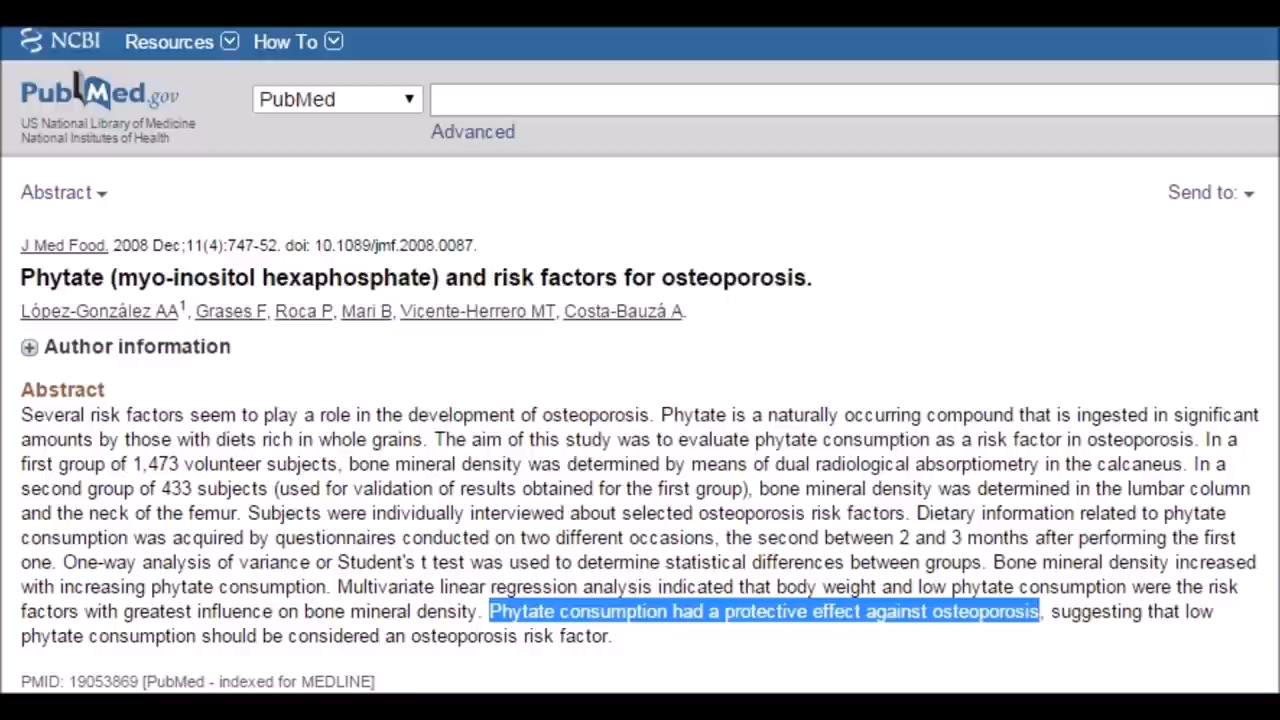 NCBI Resources How To
PubMed.gov
US National Library of Medicine
National Institutes of Health
PubMed
Advanced
Abstract
Send to:
J Med Food. 2008 Dec;11(4):747-52. doi: 10.1089/jmf.2008.0087.
Phytate (myo-inositol hexaphosphate) and risk factors for osteoporosis.
López-González AA1, Grases F, Roca P, Mari B, Vicente-Herrero MT, Costa-Bauzá A.
Author information
Abstract
Several risk factors seem to play a role in the development of osteoporosis. Phytate is a naturally occurring compound that is ingested in significant
amounts by those with diets rich in whole grains. The aim of this study was to evaluate phytate consumption as a risk factor in osteoporosis. In a
first group of 1,473 volunteer subjects, bone mineral density was determined by means of dual radiological absorptiometry in the calcaneus. In a
second group of 433 subjects (used for validation of results obtained for the first group), bone mineral density was determined in the lumbar column
and the neck of the femur. Subjects were individually interviewed about selected osteoporosis risk factors. Dietary information related to phytate
consumption was acquired by questionnaires conducted on two different occasions, the second between 2 and 3 months after performing the first
one. One-way analysis of variance or Student's t test was used to determine statistical differences between groups. Bone mineral density increased
with increasing phytate consumption. Multivariate linear regression analysis indicated that body weight and low phytate consumption were the risk
factors with greatest influence on bone mineral density. Phytate consumption had a protective effect against osteoporosis, suggesting that low
phytate consumption should be considered an osteoporosis risk factor.
PMID: 19053869 [PubMed - indexed for MEDLINE]